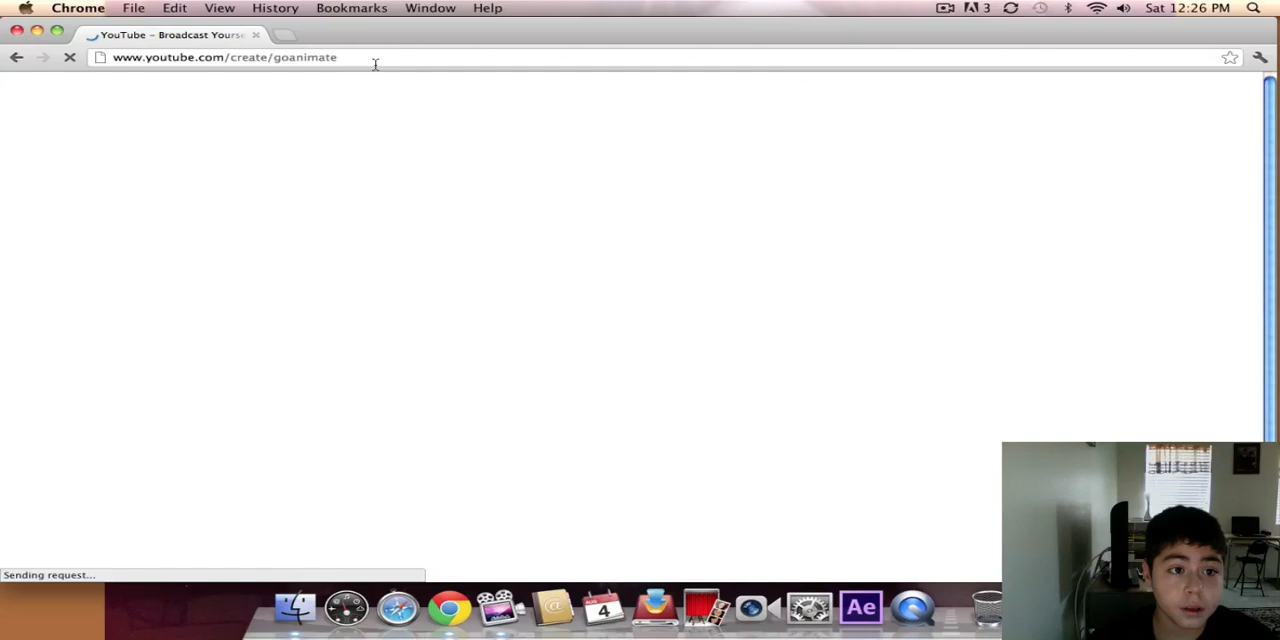 Chrome File Edit View History Bookmarks Window Help 3 Sat 12:26 PM
YouTube – Broadcast Yourse
www.youtube.com/create/goanimate
Sending request...
AUG
4
Ae